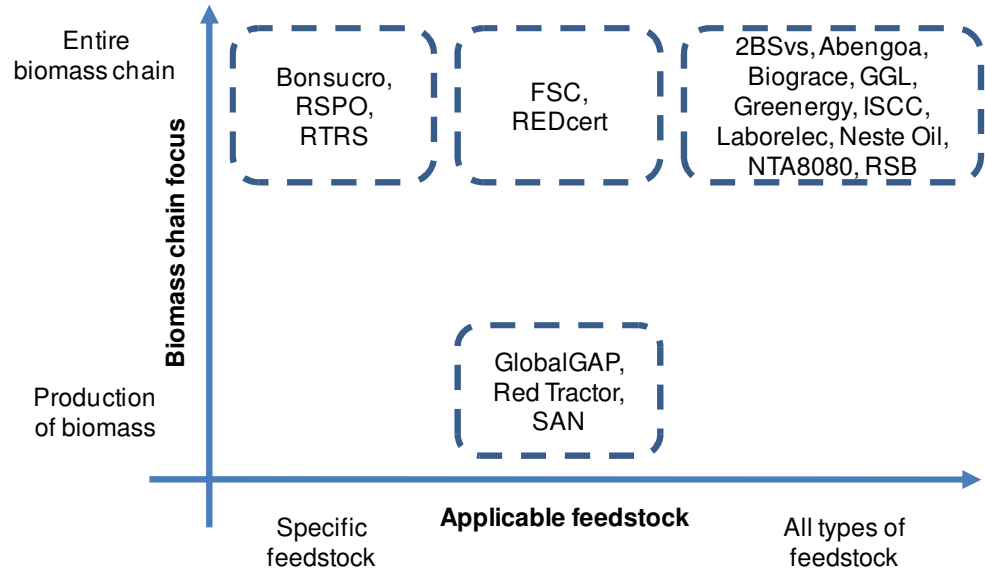 Entire
biomass chain
Biomass chain focus
Production
of biomass
Bonsucro,
RSPO,
RTRS
FSC,
REDcert
2BSvs, Abengoa,
Biograce, GGL,
Greenergy, ISCC,
Laborelec, Neste Oil,
NTA8080, RSB
GlobalGAP,
Red Tractor,
SAN
Specific
feedstock
Applicable feedstock
All types of
feedstock